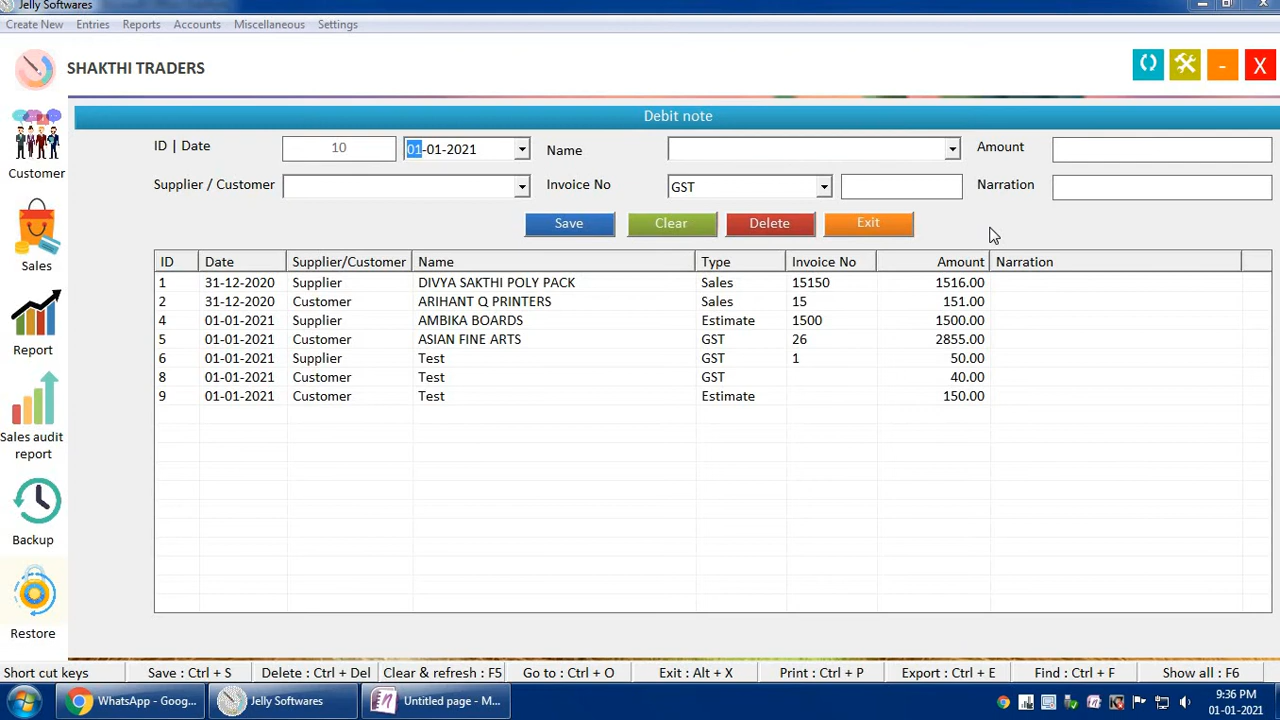 Jelly Softwares
Create New Entries Reports Accounts Miscellaneous Settings
SHAKTHI TRADERS
X
Debit note
ID | Date 10 01-01-2021 Name Amount
Supplier / Customer Invoice No GST Narration
Save Clear Delete Exit
ID Date Supplier/Customer Name Type Invoice No Amount Narration
1 31-12-2020 Supplier DIVYA SAKTHI POLY PACK Sales 15150 1516.00
2 31-12-2020 Customer ARIHANT Q PRINTERS Sales 15 151.00
4 01-01-2021 Supplier AMBIKA BOARDS Estimate 1500 1500.00
5 01-01-2021 Customer ASIAN FINE ARTS GST 26 2855.00
6 01-01-2021 Supplier Test GST 1 50.00
8 01-01-2021 Customer Test GST 40.00
9 01-01-2021 Customer Test Estimate 150.00
Customer
Sales
Report
Sales audit
report
Backup
Restore
Short cut keys Save : Ctrl + S Delete : Ctrl + Del Clear & refresh : F5 Go to : Ctrl + O Exit : Alt + X Print : Ctrl + P Export : Ctrl + E Find : Ctrl + F Show all : F6
WhatsApp - Goog... Jelly Softwares Untitled page - M...
9:36 PM
01-01-2021